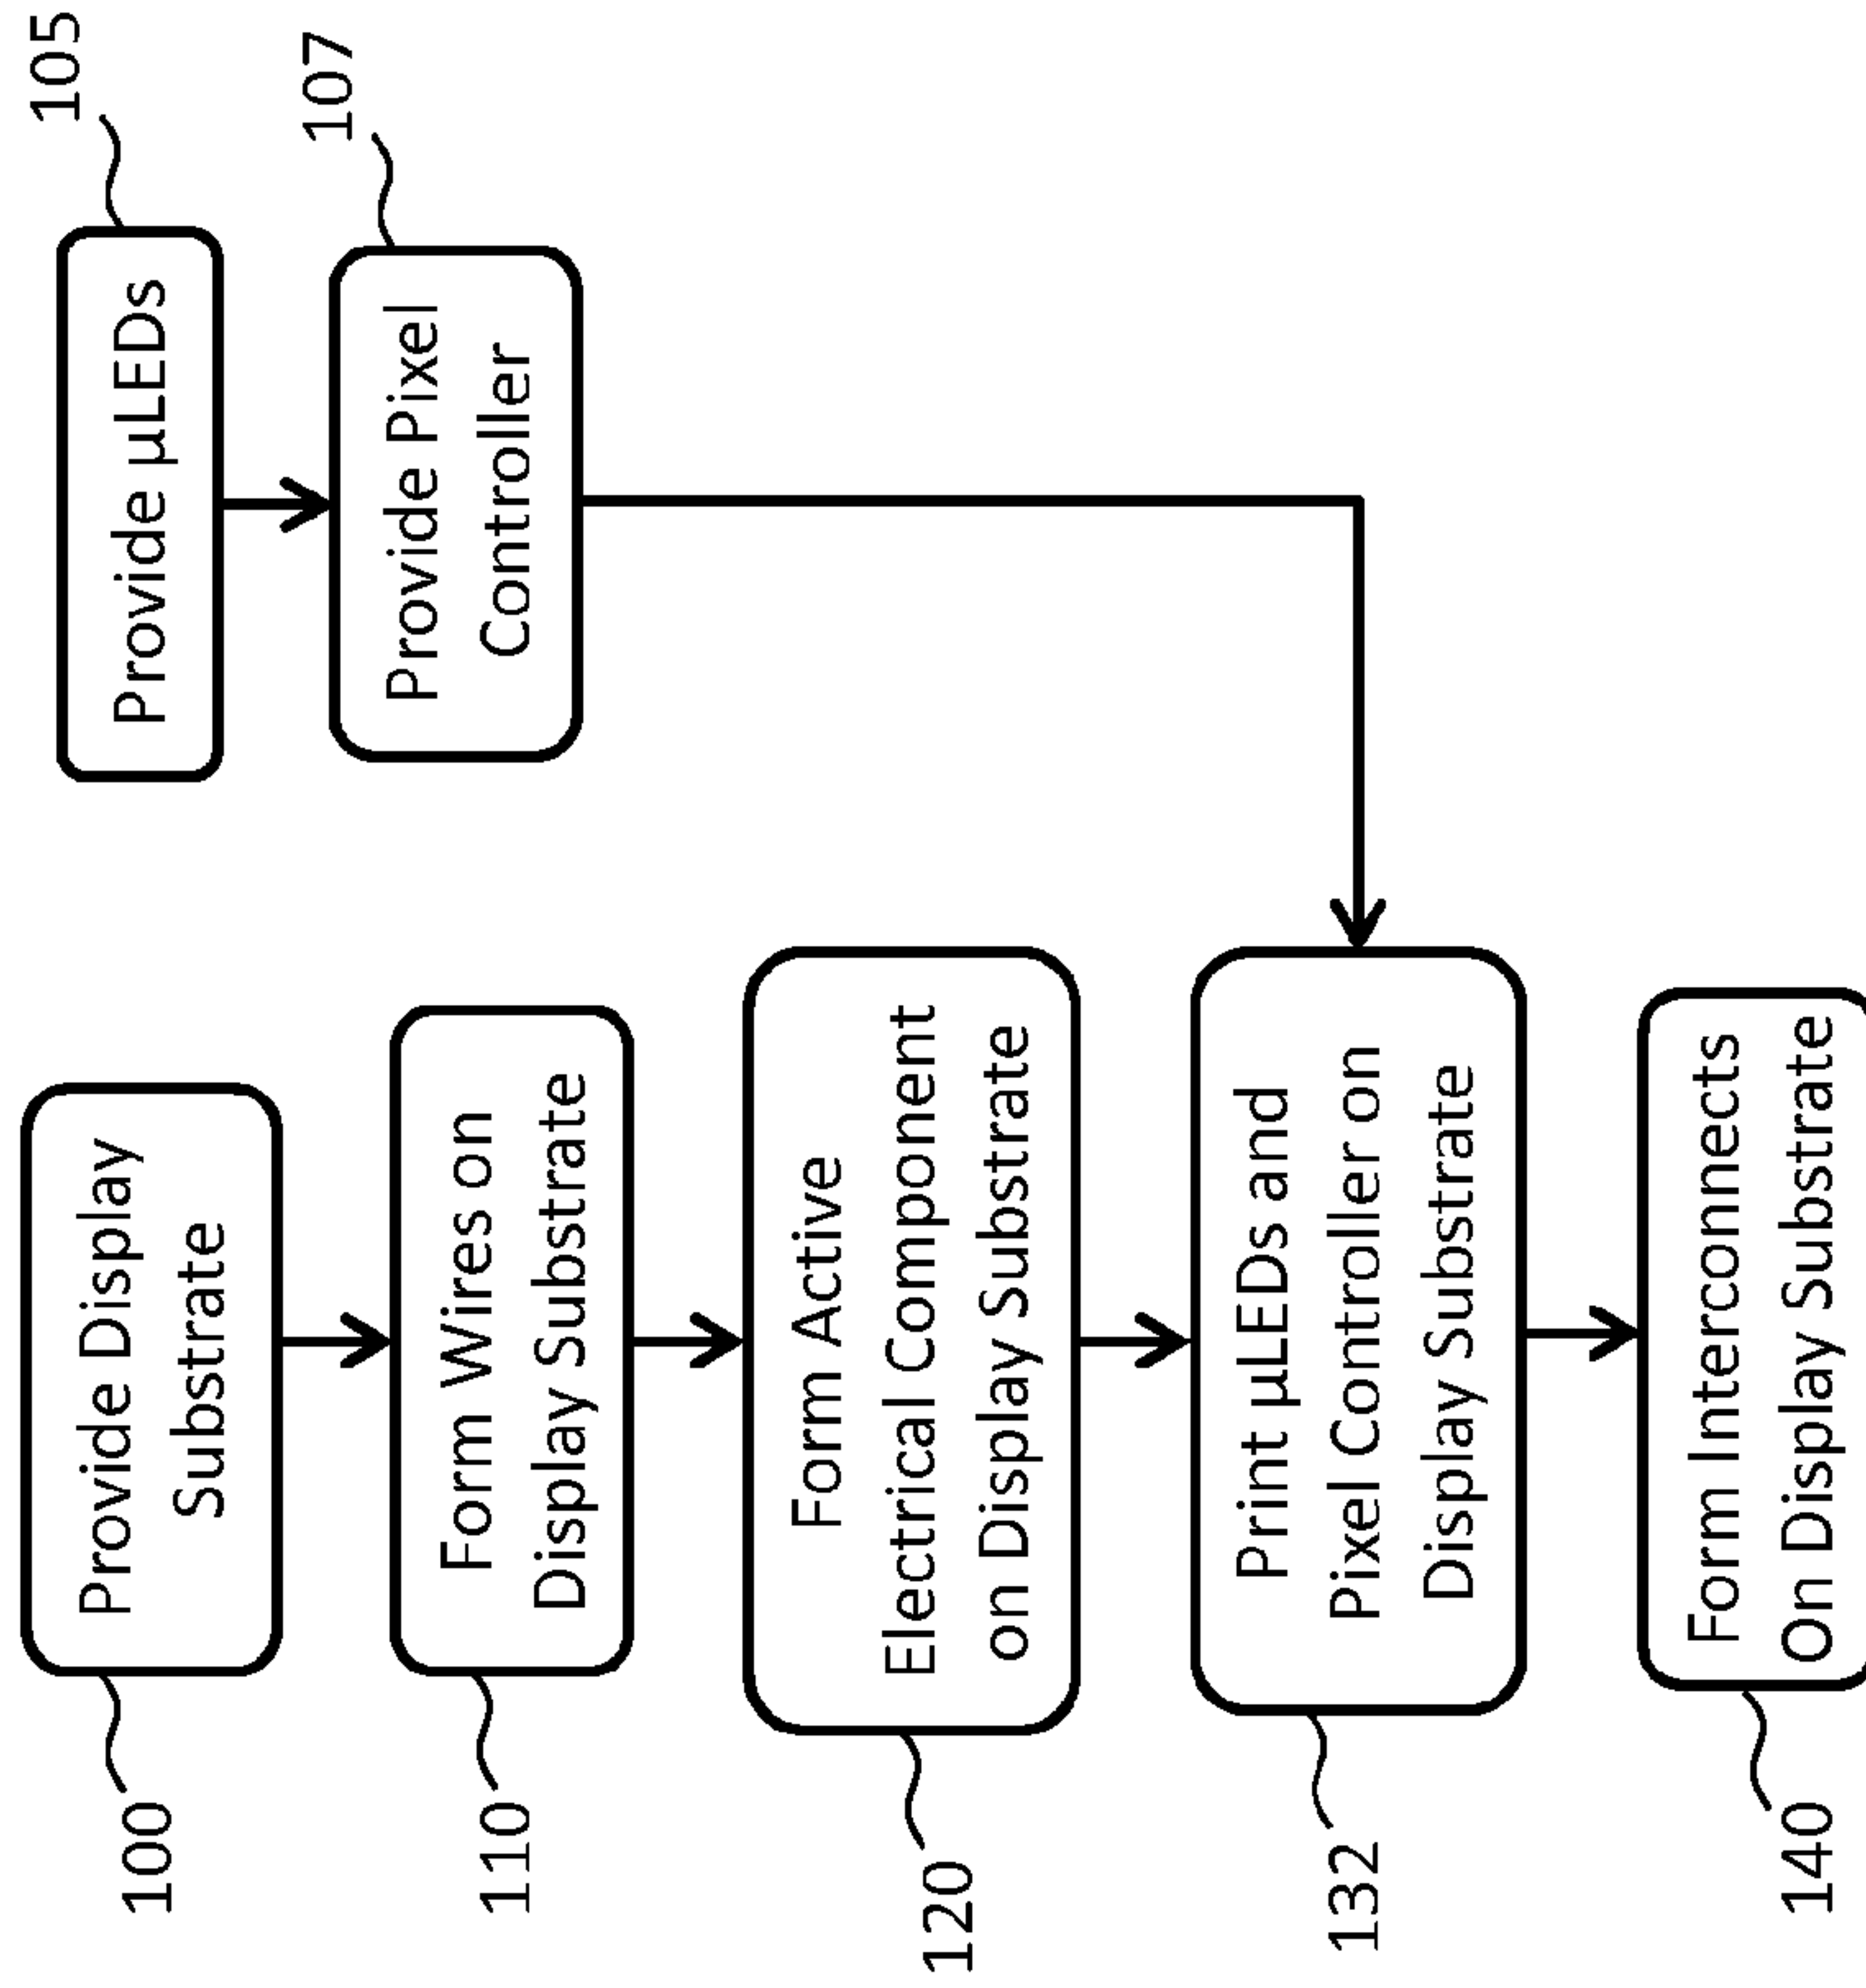 100
Provide Display
Substrate
105
Provide µLEDs
110
Form Wires on
Display Substrate
107
Provide Pixel
Controller
120
Form Active
Electrical Component
on Display Substrate
132
Print µLEDs and
Pixel Controller on
Display Substrate
140
Form Interconnects
On Display Substrate